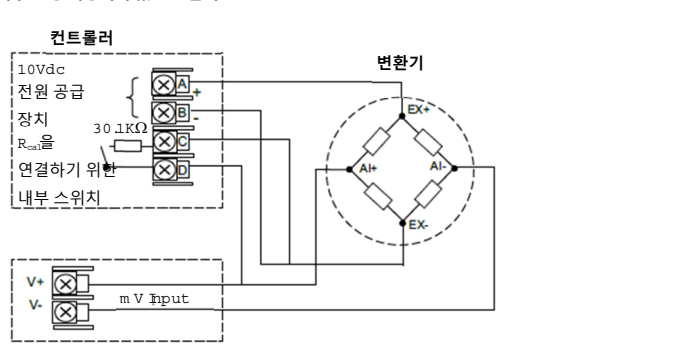 컨트롤러
변환기
10Vdc
전원 공급
장치
30.1KΩ
Rcal을
연결하기 위한
내부 스위치
A
+
B
-
C
D
EX+
AI+
AI-
EX-
V+
V-
mV Input